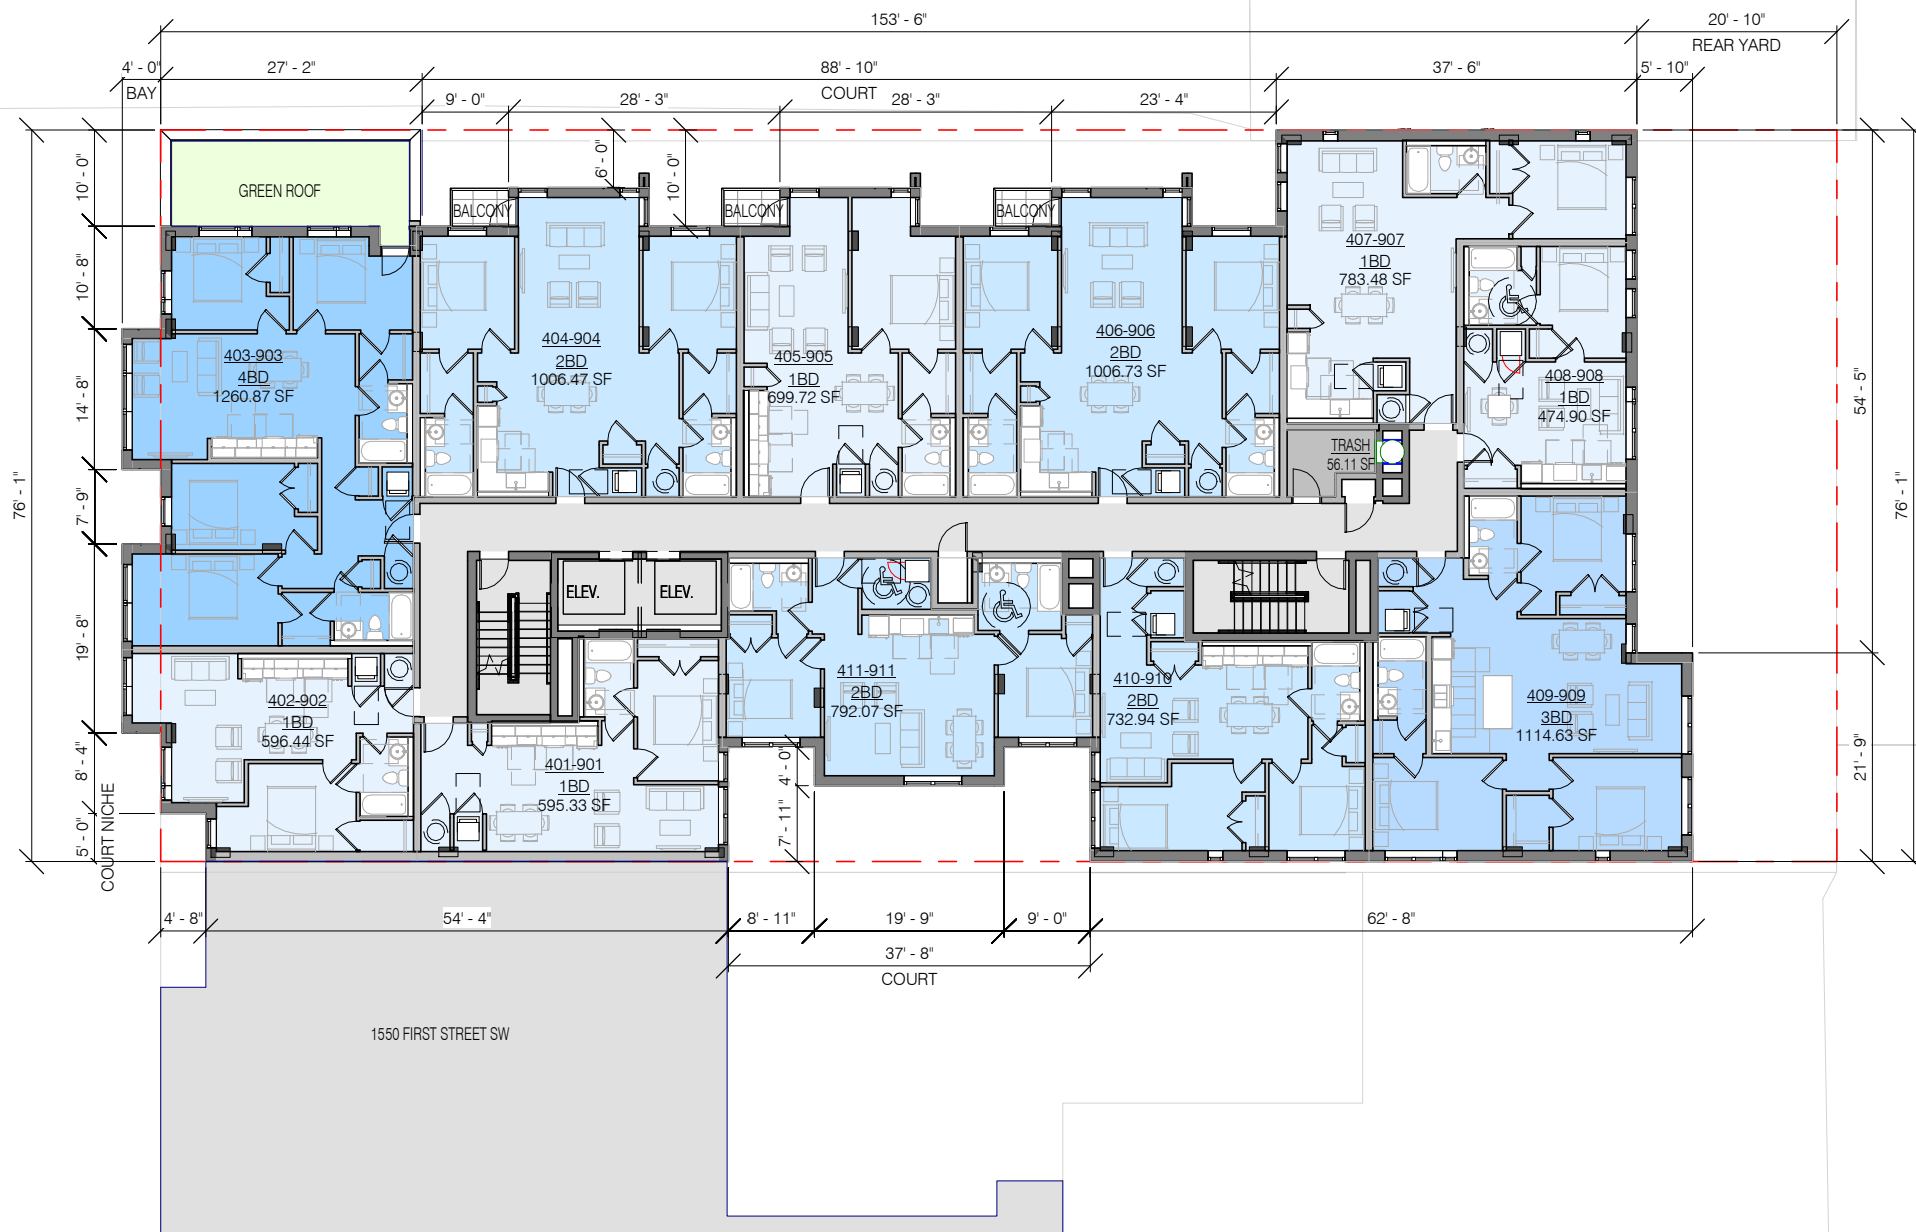 153' - 6"
20' - 10"
REAR YARD
4' - 0"
BAY
27' - 2"
88' - 10"
COURT
37' - 6"
5' - 10"
9' - 0"
28' - 3"
28' - 3"
23' - 4"
6' - 0"
10' - 0"
10' - 0"
GREEN ROOF
BALCONY
BALCONY
BALCONY
10' - 8"
14' - 8"
7' - 9"
19' - 8"
8' - 4"
5' - 0"
COURT NICHE
76' - 1"
54' - 5"
76' - 1"
21' - 9"
403-903
4BD
1260.87 SF
404-904
2BD
1006.47 SF
405-905
1BD
699.72 SF
406-906
2BD
1006.73 SF
407-907
1BD
783.48 SF
408-908
1BD
474.90 SF
TRASH
56.11 SF
ELEV.
ELEV.
402-902
1BD
596.44 SF
401-901
1BD
595.33 SF
411-911
2BD
792.07 SF
410-910
2BD
732.94 SF
409-909
3BD
1114.63 SF
4' - 0"
7' - 11"
4' - 8"
54' - 4"
8' - 11"
19' - 9"
9' - 0"
62' - 8"
37' - 8"
COURT
1550 FIRST STREET SW